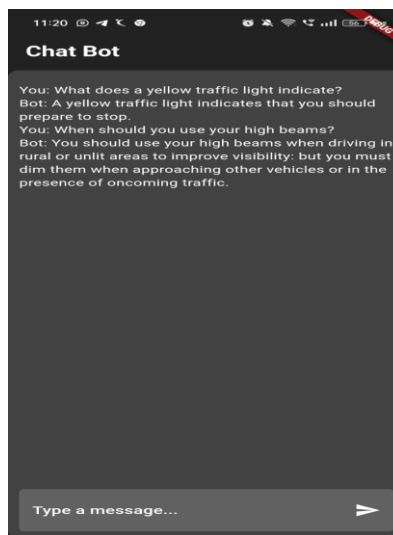 11:20
56
DEBUG
Chat Bot
You: What does a yellow traffic light indicate?
Bot: A yellow traffic light indicates that you should
prepare to stop.
You: When should you use your high beams?
Bot: You should use your high beams when driving in
rural or unlit areas to improve visibility: but you must
dim them when approaching other vehicles or in the
presence of oncoming traffic.
Type a message...